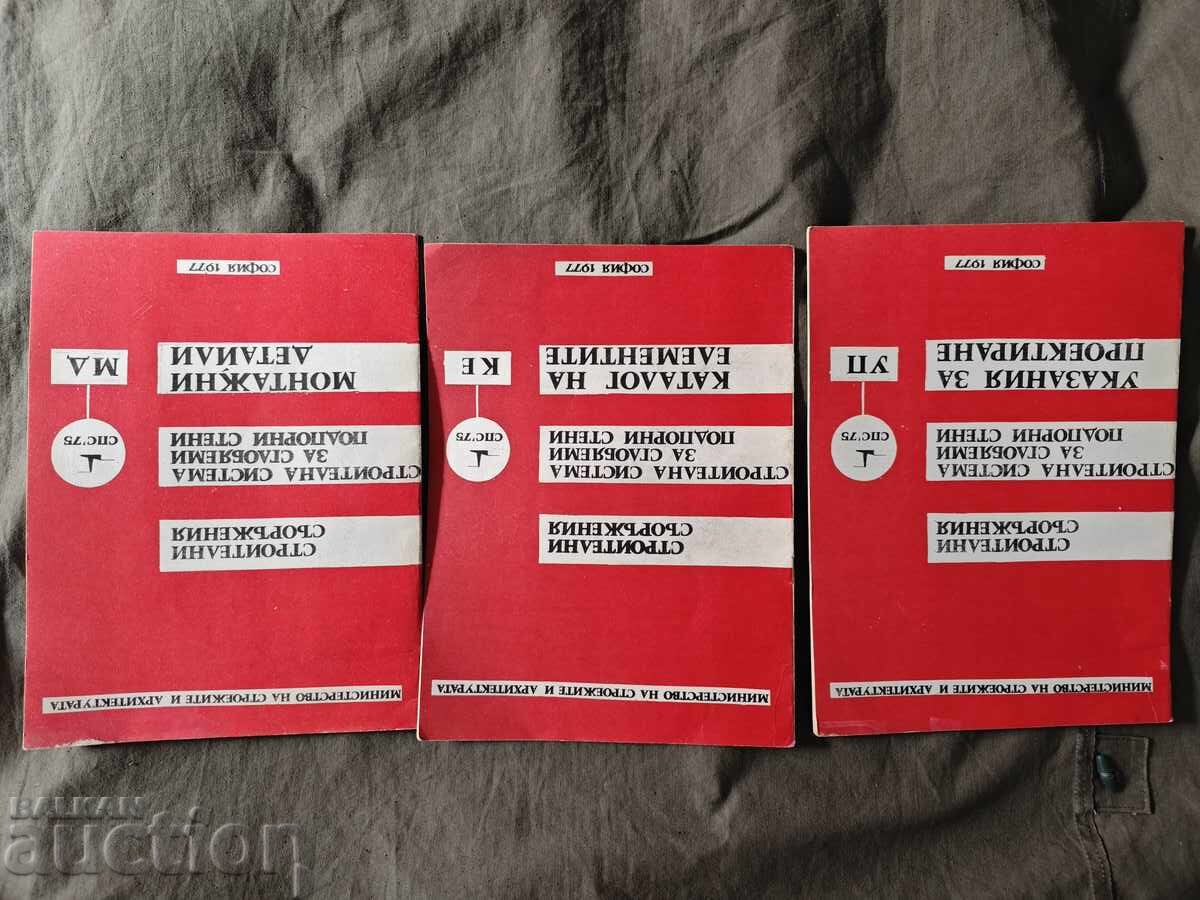 МИНИСТЕРСТВО НА СТРОЕЖИТЕ И АРХИТЕКТУРАТА
СТРОИТЕЛНИ
СЪОРЪЖЕНИЯ
СТРОИТЕЛНА СИСТЕМА
ЗА СГЛОБЯЕМИ
ПОДПОРНИ СТЕНИ
СПС'75
УКАЗАНИЯ ЗА
ПРОЕКТИРАНЕ
УП
СОФИЯ 1977
МИНИСТЕРСТВО НА СТРОЕЖИТЕ И АРХИТЕКТУРАТА
СТРОИТЕЛНИ
СЪОРЪЖЕНИЯ
СТРОИТЕЛНА СИСТЕМА
ЗА СГЛОБЯЕМИ
ПОДПОРНИ СТЕНИ
СПС'75
КАТАЛОГ НА
ЕЛЕМЕНТИТЕ
КЕ
СОФИЯ 1977
МИНИСТЕРСТВО НА СТРОЕЖИТЕ И АРХИТЕКТУРАТА
СТРОИТЕЛНИ
СЪОРЪЖЕНИЯ
СТРОИТЕЛНА СИСТЕМА
ЗА СГЛОБЯЕМИ
ПОДПОРНИ СТЕНИ
СПС'75
МОНТАЖНИ
ДЕТАЙЛИ
МД
СОФИЯ 1977
BALKAN
auction